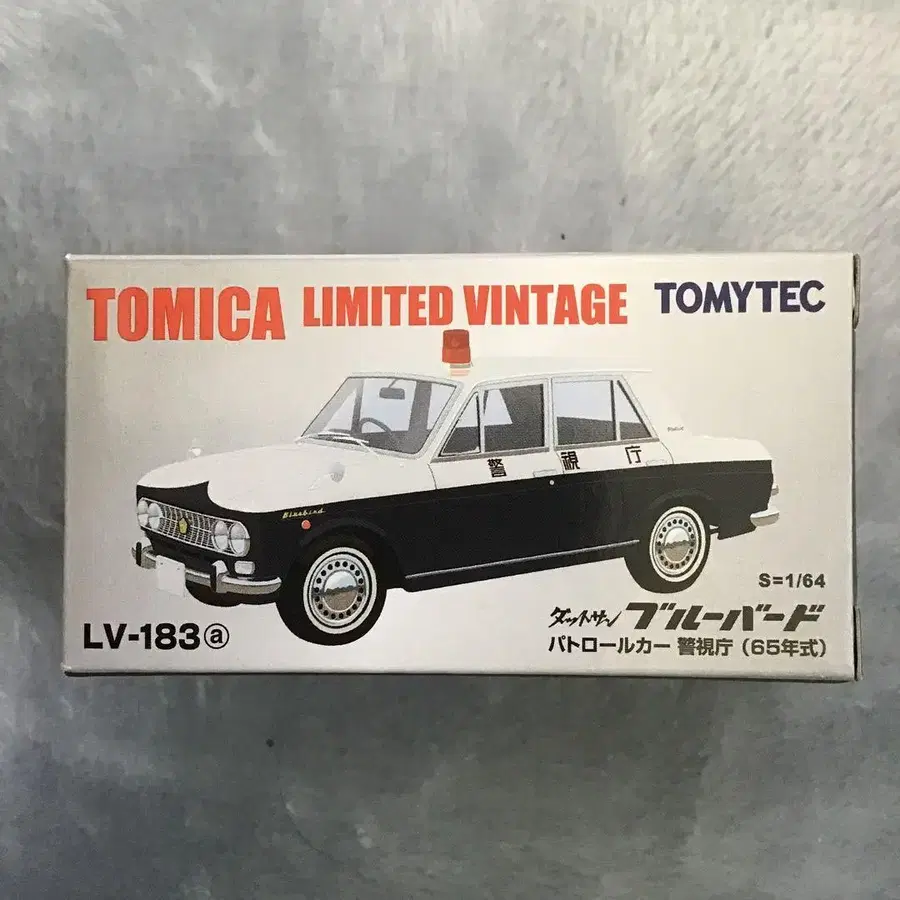 TOMICA LIMITED VINTAGE TOMYTEC
警視庁
Bluebird
S=1/64
LV-183ⓐ
ダットサン ブルーバード
パトロールカー 警視庁（65年式）